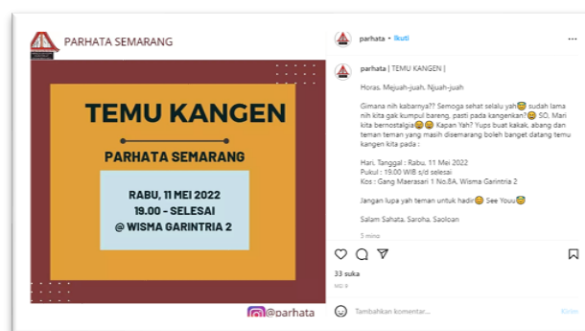 PARHATA SEMARANG
TEMU KANGEN
PARHATA SEMARANG
RABU, 11 MEI 2022
19.00 - SELESAI
@ WISMA GARINTRIA 2
@parhata
parhata • Ikuti
parhata | TEMU KANGEN |
Horas, Mejuah-juah, Njuah-juah
Gimana nih kabarnya?? Semoga sehat selalu yah😇 sudah lama
nih kita gak kumpul bareng, pasti pada kangenkan?😄 SO, Mari
kita bernostalgia😄😄 Kapan Yah? Yups buat kakak, abang dan
teman teman yang masih disemarang boleh banget datang temu
kangen kita pada :
Hari, Tanggal : Rabu, 11 Mei 2022
Pukul : 19.00 WIB s/d selesai
Kos : Gang Maerasari 1 No.8A, Wisma Garintria 2
Jangan lupa yah teman untuk hadir😊 See Youu😇
Salam Sahata, Saroha, Saoloan
33 suka
Tambahkan komentar...
Kirim